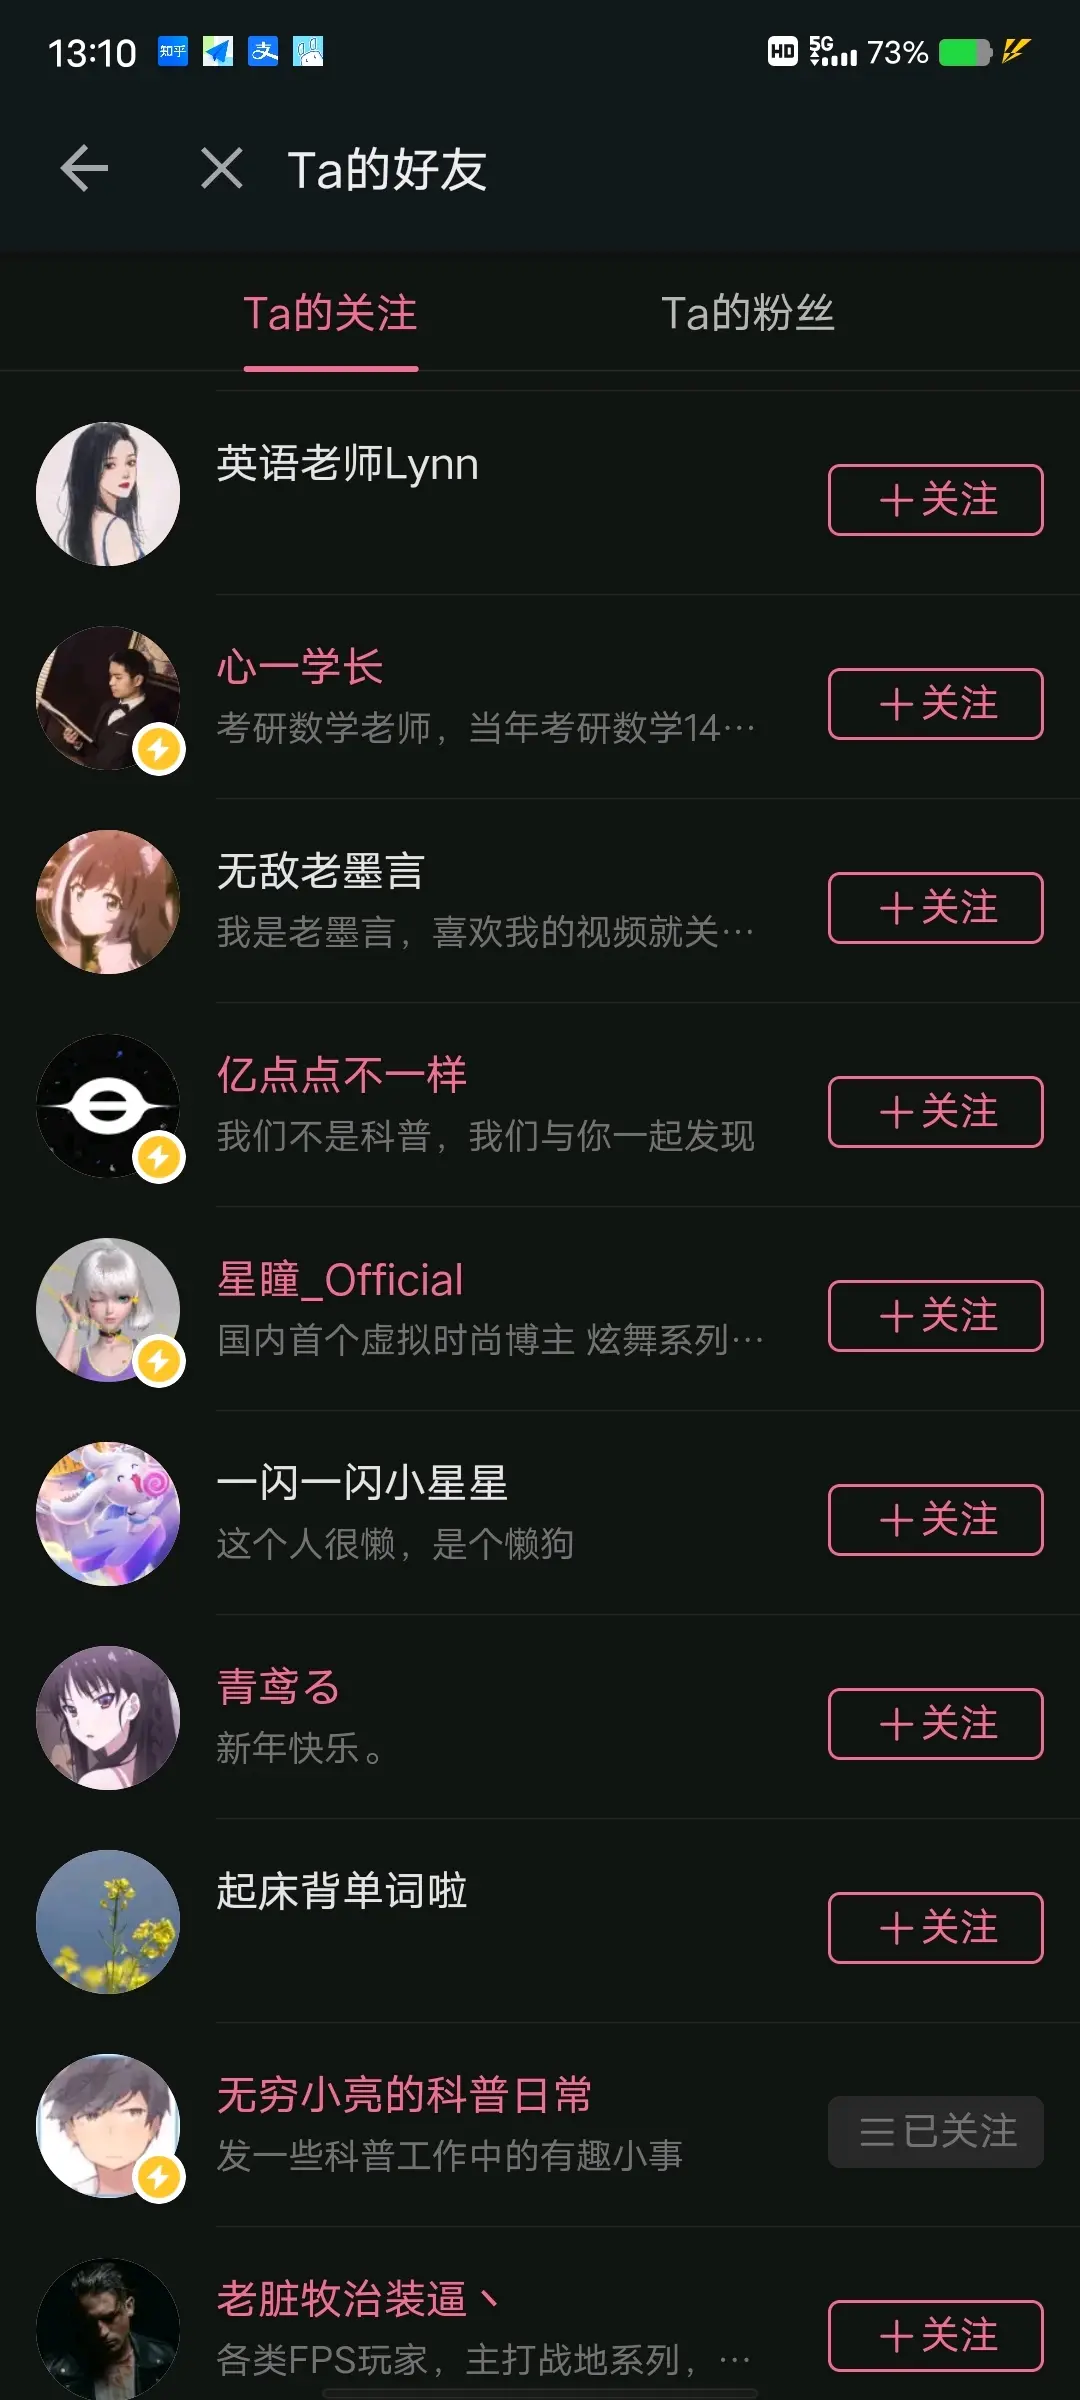 13:10 知乎 支 HD 5G 73%
Ta的好友
Ta的关注 Ta的粉丝
英语老师Lynn
＋关注
心一学长
考研数学老师，当年考研数学14…
＋关注
无敌老墨言
我是老墨言，喜欢我的视频就关…
＋关注
亿点点不一样
我们不是科普，我们与你一起发现
＋关注
星瞳_Official
国内首个虚拟时尚博主 炫舞系列…
＋关注
一闪一闪小星星
这个人很懒，是个懒狗
＋关注
青鸢る
新年快乐。
＋关注
起床背单词啦
＋关注
无穷小亮的科普日常
发一些科普工作中的有趣小事
已关注
老脏牧治装逼丶
各类FPS玩家，主打战地系列，…
＋关注